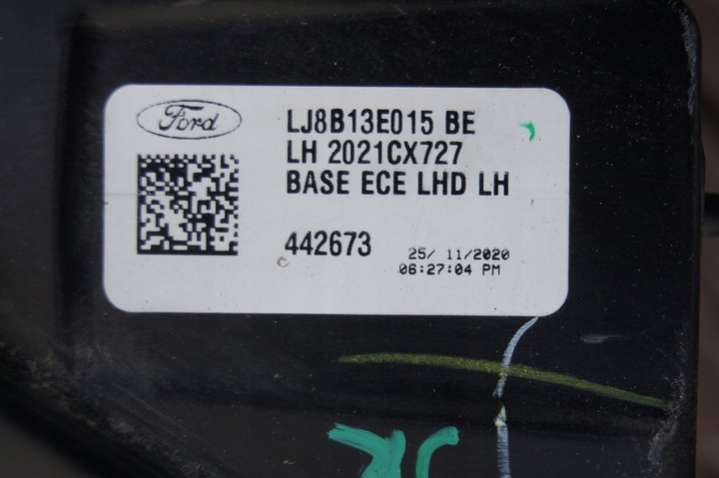 Ford
LJ8B13E015 BE
LH 2021CX727
BASE ECE LHD LH
442673
25/ 11/2020
06:27:04 PM